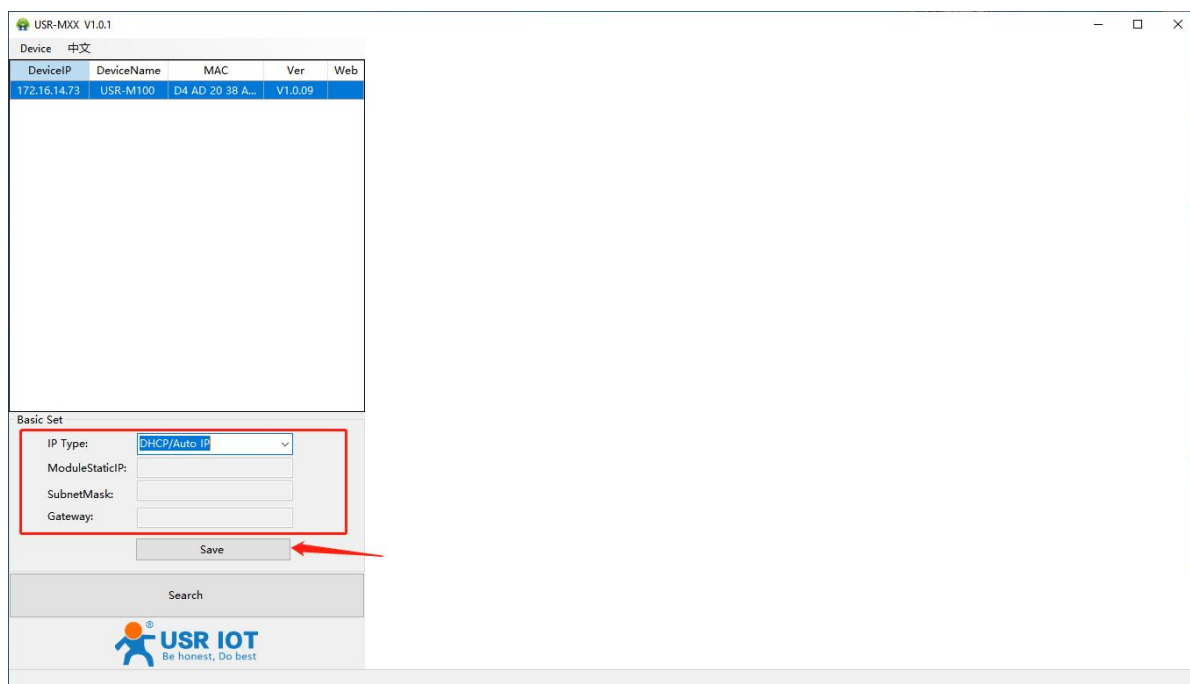 USR-MXX V1.0.1
Device 中文
DeviceIP DeviceName MAC Ver Web
172.16.14.73 USR-M100 D4 AD 20 38 A... V1.0.09
Basic Set
IP Type: DHCP/Auto IP
ModuleStaticIP:
SubnetMask:
Gateway:
Save
Search
®
USR IOT
Be honest, Do best